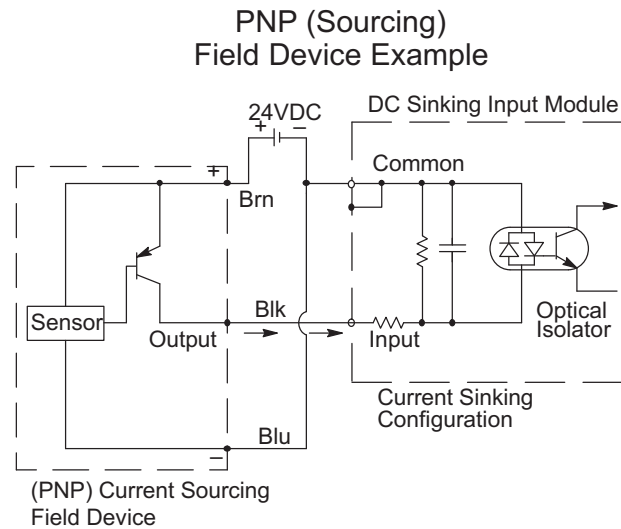 PNP (Sourcing)
Field Device Example
24VDC
+ −
DC Sinking Input Module
+
Brn
Common
Sensor
Output
Blk
Input
Optical
Isolator
Blu
−
Current Sinking
Configuration
(PNP) Current Sourcing
Field Device